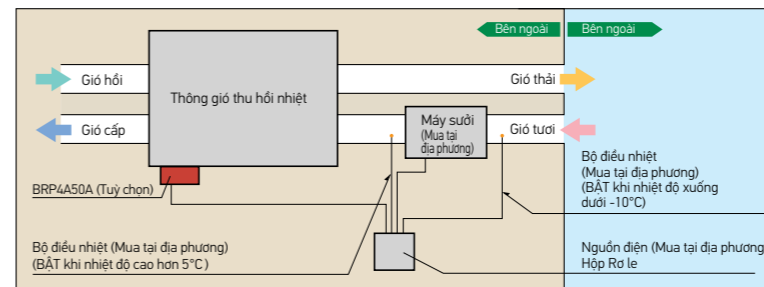 Bên ngoài
Bên ngoài
Gió hồi
Thông gió thu hồi nhiệt
Gió thải
Gió cấp
Máy sưởi
(Mua tại
địa phương)
Gió tươi
BRP4A50A (Tuỳ chọn)
Bộ điều nhiệt
(Mua tại địa phương)
(BẬT khi nhiệt độ xuống
dưới -10°C)
Bộ điều nhiệt (Mua tại địa phương)
(BẬT khi nhiệt độ cao hơn 5°C)
Nguồn điện (Mua tại địa phương
Hộp Rơ le